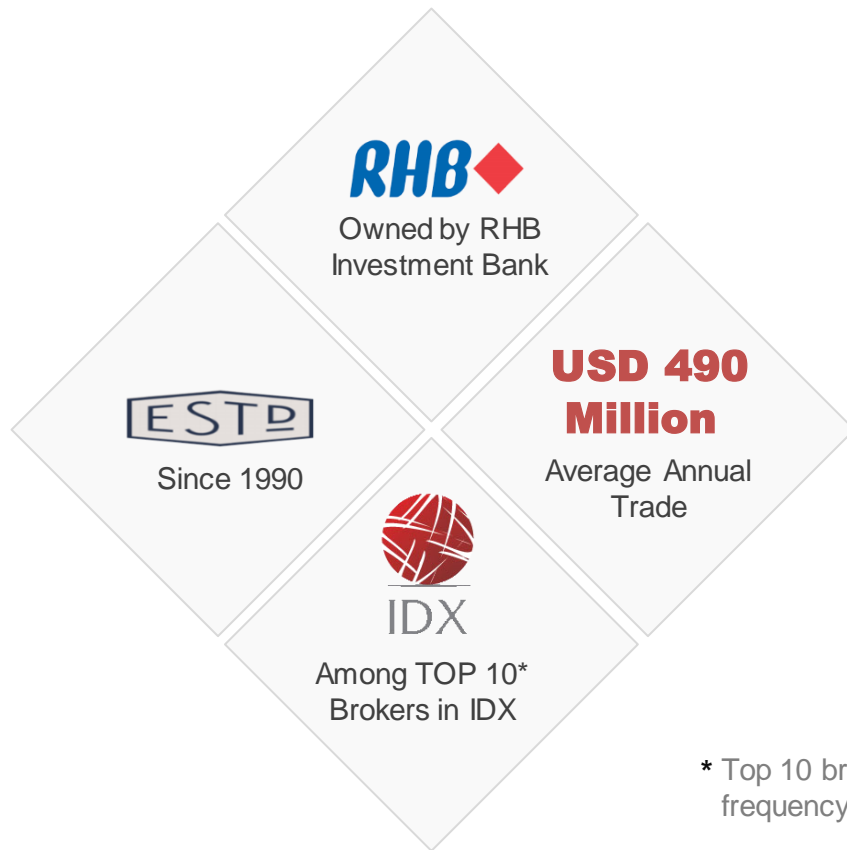 RHB
Owned by RHB
Investment Bank
ESTD
Since 1990
USD 490
Million
Average Annual
Trade
IDX
Among TOP 10*
Brokers in IDX
* Top 10
frequency